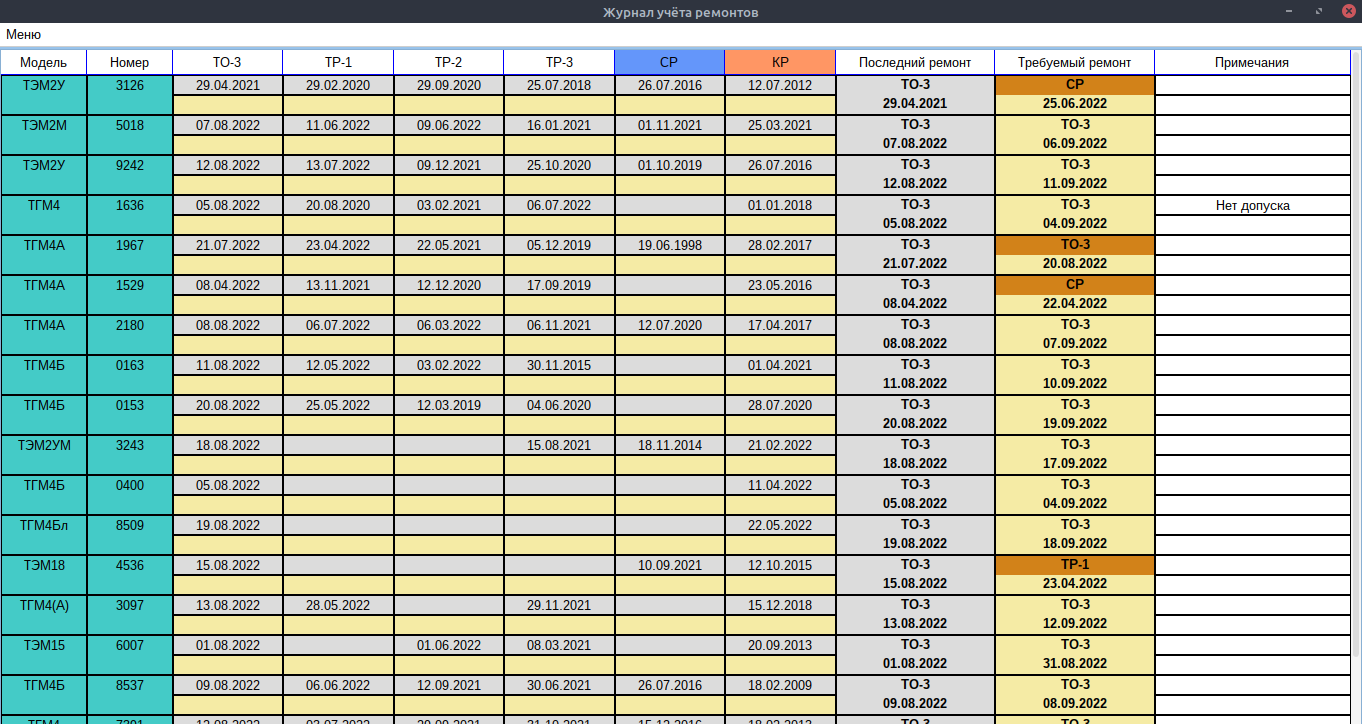 Журнал учёта ремонтов
Меню
Модель Номер ТО-3 ТР-1 ТР-2 ТР-3 СР КР Последний ремонт Требуемый ремонт Примечания
ТЭМ2У 3126 29.04.2021 29.02.2020 29.09.2020 25.07.2018 26.07.2016 12.07.2012 ТО-3 СР
29.04.2021 25.06.2022
ТЭМ2М 5018 07.08.2022 11.06.2022 09.06.2022 16.01.2021 01.11.2021 25.03.2021 ТО-3 ТО-3
07.08.2022 06.09.2022
ТЭМ2У 9242 12.08.2022 13.07.2022 09.12.2021 25.10.2020 01.10.2019 26.07.2016 ТО-3 ТО-3
12.08.2022 11.09.2022
ТГМ4 1636 05.08.2022 20.08.2020 03.02.2021 06.07.2022 01.01.2018 ТО-3 ТО-3 Нет допуска
05.08.2022 04.09.2022
ТГМ4А 1967 21.07.2022 23.04.2022 22.05.2021 05.12.2019 19.06.1998 28.02.2017 ТО-3 ТО-3
21.07.2022 20.08.2022
ТГМ4А 1529 08.04.2022 13.11.2021 12.12.2020 17.09.2019 23.05.2016 ТО-3 СР
08.04.2022 22.04.2022
ТГМ4А 2180 08.08.2022 06.07.2022 06.03.2022 06.11.2021 12.07.2020 17.04.2017 ТО-3 ТО-3
08.08.2022 07.09.2022
ТГМ4Б 0163 11.08.2022 12.05.2022 03.02.2022 30.11.2015 01.04.2021 ТО-3 ТО-3
11.08.2022 10.09.2022
ТГМ4Б 0153 20.08.2022 25.05.2022 12.03.2019 04.06.2020 28.07.2020 ТО-3 ТО-3
20.08.2022 19.09.2022
ТЭМ2УМ 3243 18.08.2022 15.08.2021 18.11.2014 21.02.2022 ТО-3 ТО-3
18.08.2022 17.09.2022
ТГМ4Б 0400 05.08.2022 11.04.2022 ТО-3 ТО-3
05.08.2022 04.09.2022
ТГМ4Бл 8509 19.08.2022 22.05.2022 ТО-3 ТО-3
19.08.2022 18.09.2022
ТЭМ18 4536 15.08.2022 10.09.2021 12.10.2015 ТО-3 ТР-1
15.08.2022 23.04.2022
ТГМ4(А) 3097 13.08.2022 28.05.2022 29.11.2021 15.12.2018 ТО-3 ТО-3
13.08.2022 12.09.2022
ТЭМ15 6007 01.08.2022 01.06.2022 08.03.2021 20.09.2013 ТО-3 ТО-3
01.08.2022 31.08.2022
ТГМ4Б 8537 09.08.2022 06.06.2022 12.09.2021 30.06.2021 26.07.2016 18.02.2009 ТО-3 ТО-3
09.08.2022 08.09.2022
ТО-3 ТО-3